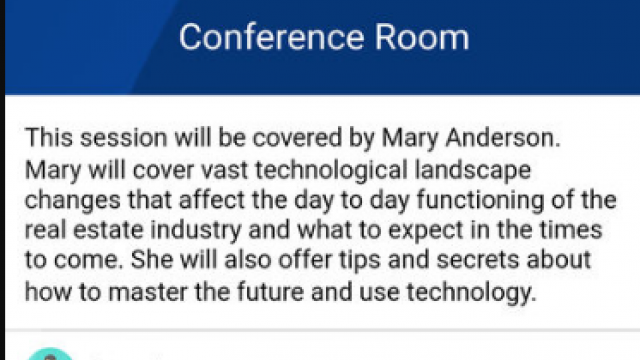 Conference Room
This session will be covered by Mary Anderson.
Mary will cover vast technological landscape
changes that affect the day to day functioning of the
real estate industry and what to expect in the times
to come. She will also offer tips and secrets about
how to master the future and use technology.